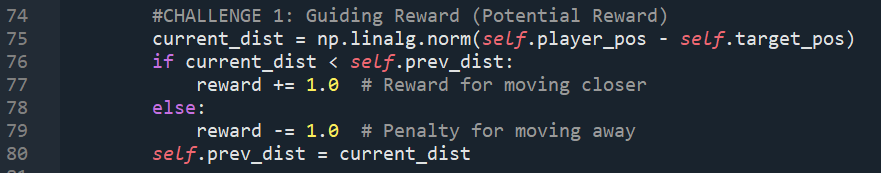 74 #CHALLENGE 1: Guiding Reward (Potential Reward)
75 current_dist = np.linalg.norm(self.player_pos - self.target_pos)
76 if current_dist < self.prev_dist:
77 reward += 1.0  # Reward for moving closer
78 else:
79 reward -= 1.0  # Penalty for moving away
80 self.prev_dist = current_dist